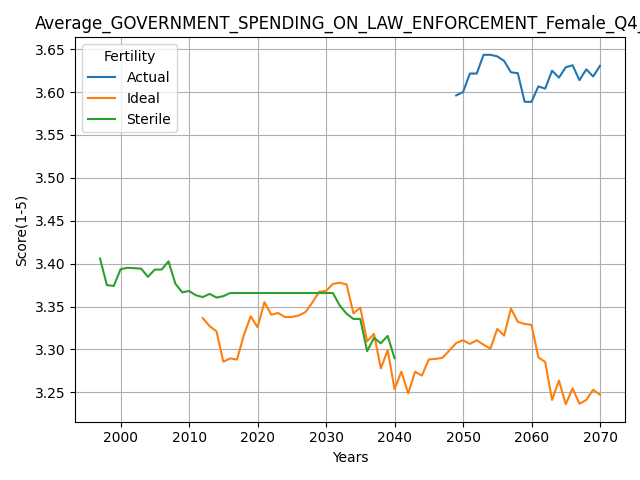 Average_GOVERNMENT_SPENDING_ON_LAW_ENFORCEMENT_Female_Q4_
Fertility
Actual
Ideal
Sterile
Score(1-5)
3.65
3.60
3.55
3.50
3.45
3.40
3.35
3.30
3.25
2000 2010 2020 2030 2040 2050 2060 2070
Years